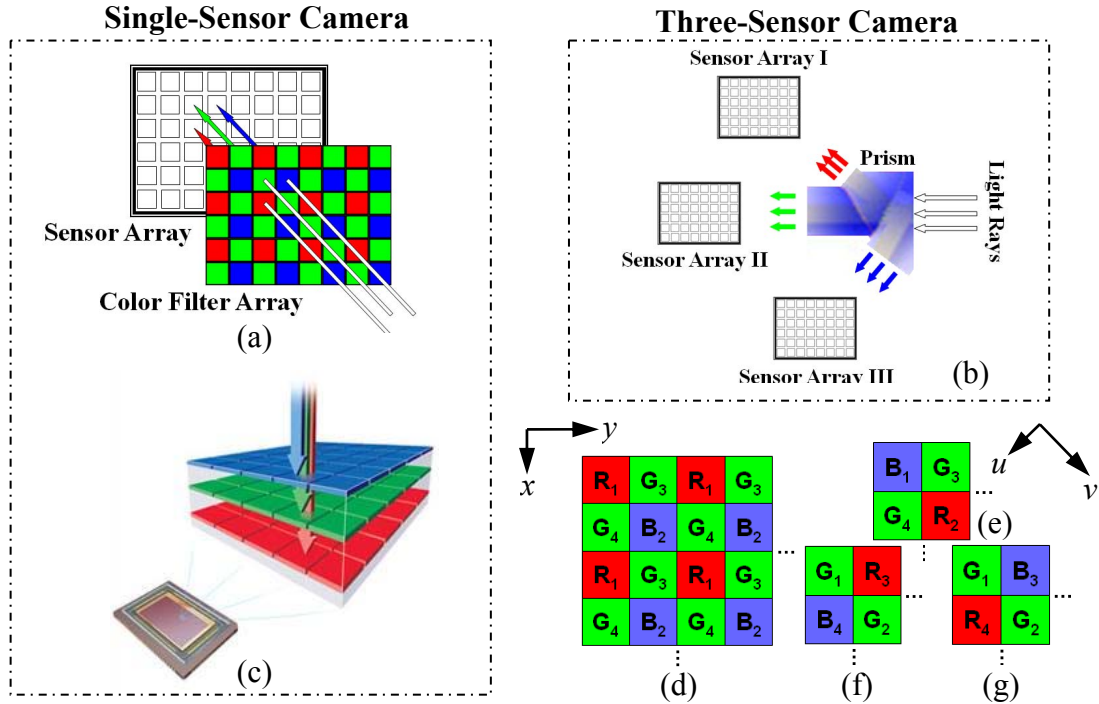 Single-Sensor Camera
Sensor Array
Color Filter Array
(a)
(c)
Three-Sensor Camera
Sensor Array I
Prism
Light Rays
Sensor Array II
Sensor Array III
(b)
y
x
R1 G3 R1 G3
G4 B2 G4 B2
R1 G3 R1 G3
G4 B2 G4 B2
...
...
(d)
B1 G3
G4 R2
...
...
(e)
u
v
G1 R3
B4 G2
...
...
(f)
G1 B3
R4 G2
...
...
(g)